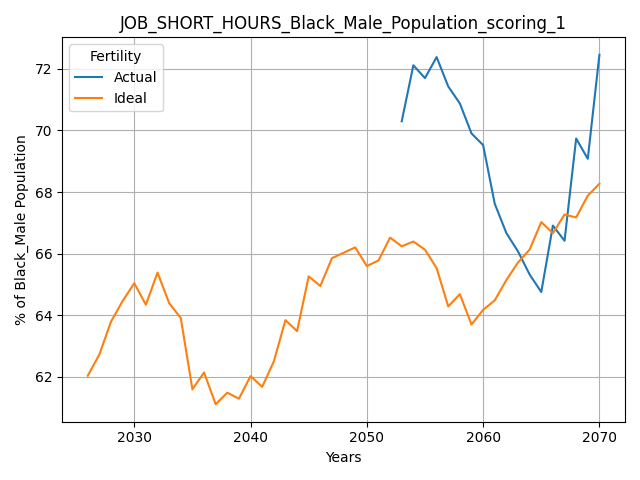 JOB_SHORT_HOURS_Black_Male_Population_scoring_1
Fertility
Actual
Ideal
72
70
68
66
64
62
% of Black_Male Population
2030
2040
2050
2060
2070
Years